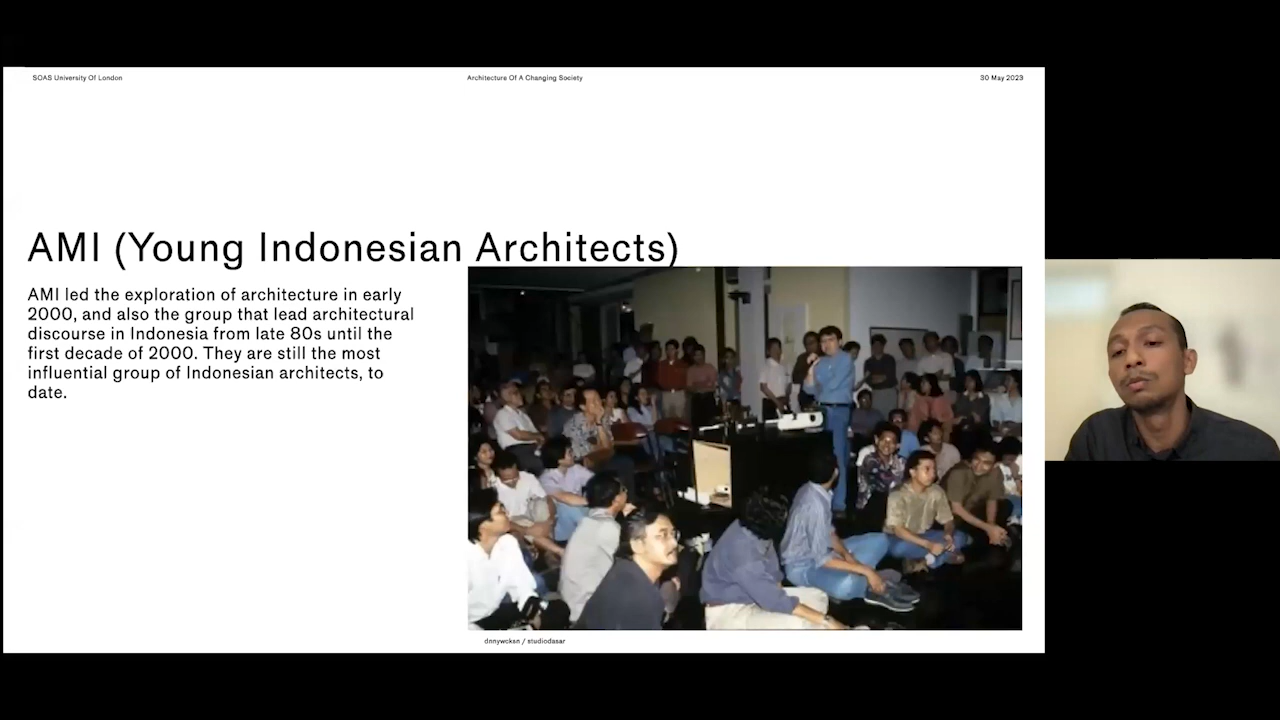 SOAS University Of London
Architecture Of A Changing Society
30 May 2023
AMI (Young Indonesian Architects)
AMI led the exploration of architecture in early
2000, and also the group that lead architectural
discourse in Indonesia from late 80s until the
first decade of 2000. They are still the most
influential group of Indonesian architects, to
date.
dnnywckan / studiodasar